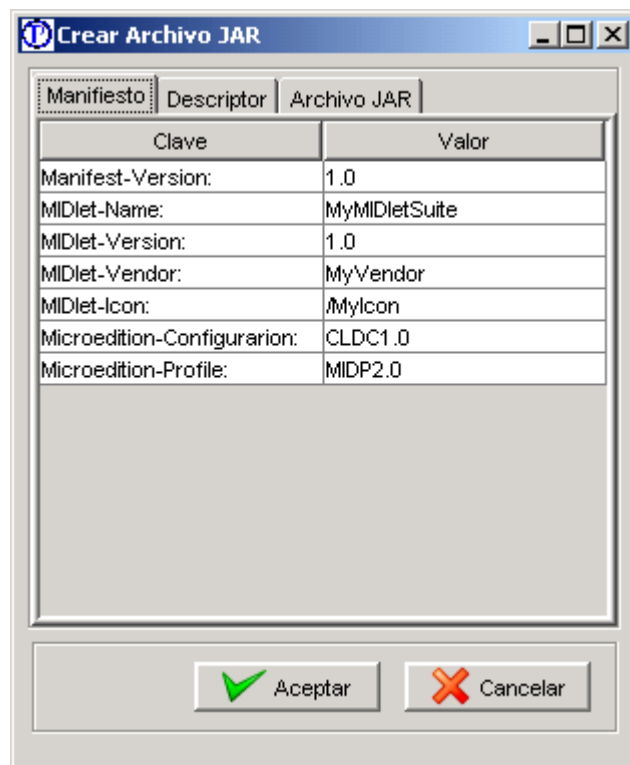 Crear Archivo JAR
Manifiesto Descriptor Archivo JAR
Clave Valor
Manifest-Version: 1.0
MIDlet-Name: MyMIDletSuite
MIDlet-Version: 1.0
MIDlet-Vendor: MyVendor
MIDlet-Icon: /MyIcon
Microedition-Configurarion: CLDC1.0
Microedition-Profile: MIDP2.0
Aceptar Cancelar